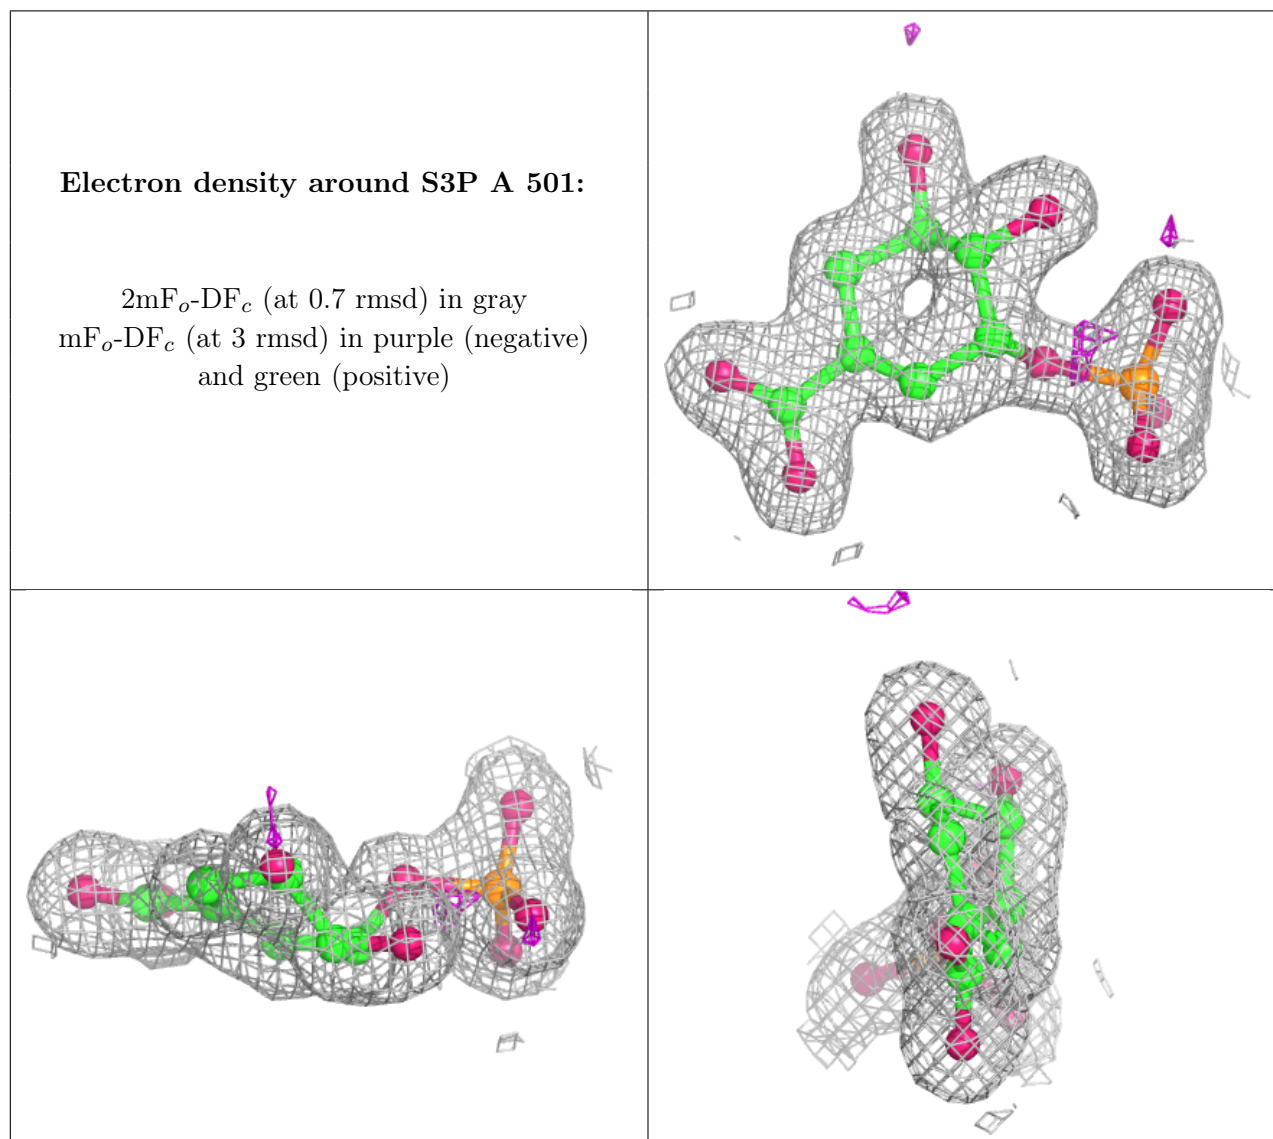 Electron density around S3P A 501:
2mFo-DFc (at 0.7 rmsd) in gray
mFo-DFc (at 3 rmsd) in purple (negative)
and green (positive)